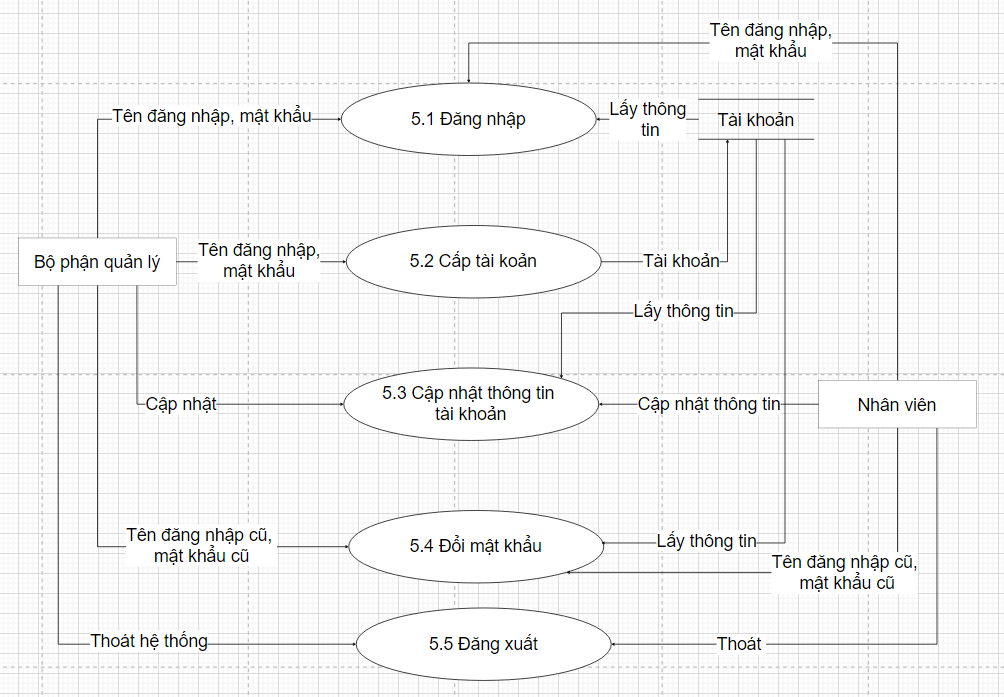 Tên đăng nhập,
mật khẩu
Tên đăng nhập, mật khẩu
5.1 Đăng nhập
Lấy thông
tin
Tài khoản
Bộ phận quản lý
Tên đăng nhập,
mật khẩu
5.2 Cấp tài koản
Tài khoản
Lấy thông tin
Cập nhật
5.3 Cập nhật thông tin
tài khoản
Cập nhật thông tin
Nhân viên
Tên đăng nhập cũ,
mật khẩu cũ
5.4 Đổi mật khẩu
Lấy thông tin
Tên đăng nhập cũ,
mật khẩu cũ
Thoát hệ thống
5.5 Đăng xuất
Thoát